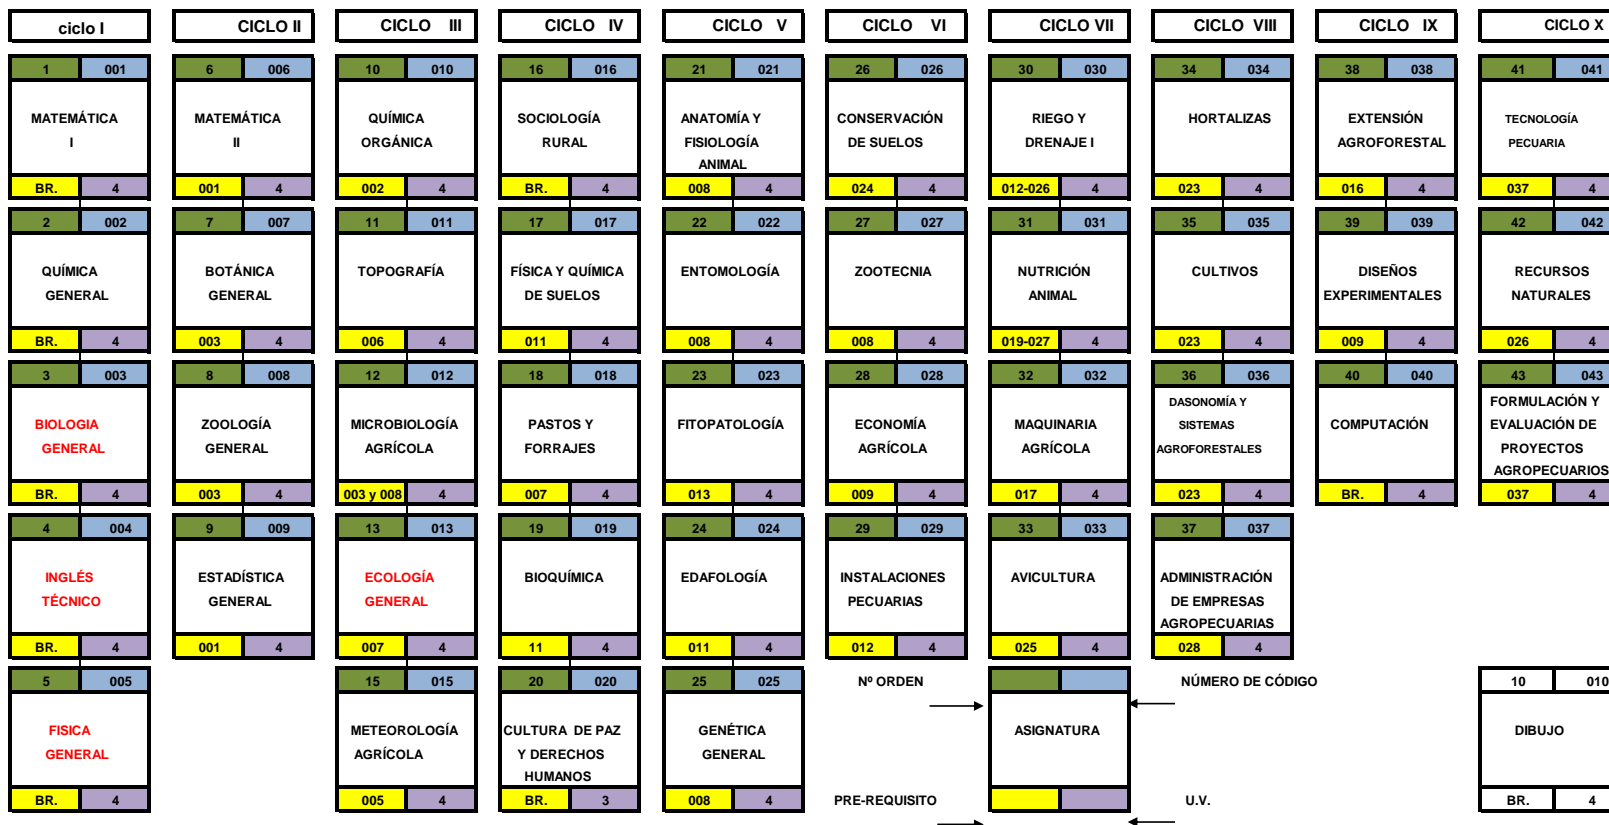 ciclo I
CICLO II
CICLO III
CICLO IV
CICLO V
CICLO VI
CICLO VII
CICLO VIII
CICLO IX
CICLO X
1 001
6 006
10 010
16 016
21 021
26 026
30 030
34 034
38 038
41 041
MATEMÁTICA
I
MATEMÁTICA
II
QUÍMICA
ORGÁNICA
SOCIOLOGÍA
RURAL
ANATOMÍA Y
FISIOLOGÍA
ANIMAL
CONSERVACIÓN
DE SUELOS
RIEGO Y
DRENAJE I
HORTALIZAS
EXTENSIÓN
AGROFORESTAL
TECNOLOGÍA
PECUARIA
BR. 4
001 4
002 4
BR. 4
008 4
024 4
012-026 4
023 4
016 4
037 4
2 002
7 007
11 011
17 017
22 022
27 027
31 031
35 035
39 039
42 042
QUÍMICA
GENERAL
BOTÁNICA
GENERAL
TOPOGRAFÍA
FÍSICA Y QUÍMICA
DE SUELOS
ENTOMOLOGÍA
ZOOTECNIA
NUTRICIÓN
ANIMAL
CULTIVOS
DISEÑOS
EXPERIMENTALES
RECURSOS
NATURALES
BR. 4
003 4
006 4
011 4
008 4
008 4
019-027 4
023 4
009 4
026 4
3 003
8 008
12 012
18 018
23 023
28 028
32 032
36 036
40 040
43 043
BIOLOGIA
GENERAL
ZOOLOGÍA
GENERAL
MICROBIOLOGÍA
AGRÍCOLA
PASTOS Y
FORRAJES
FITOPATOLOGÍA
ECONOMÍA
AGRÍCOLA
MAQUINARIA
AGRÍCOLA
DASONOMÍA Y
SISTEMAS
AGROFORESTALES
COMPUTACIÓN
FORMULACIÓN Y
EVALUACIÓN DE
PROYECTOS
AGROPECUARIOS
BR. 4
003 4
003 y 008 4
007 4
013 4
009 4
017 4
023 4
BR. 4
037 4
4 004
9 009
13 013
19 019
24 024
29 029
33 033
37 037
INGLÉS
TÉCNICO
ESTADÍSTICA
GENERAL
ECOLOGÍA
GENERAL
BIOQUÍMICA
EDAFOLOGÍA
INSTALACIONES
PECUARIAS
AVICULTURA
ADMINISTRACIÓN
DE EMPRESAS
AGROPECUARIAS
BR. 4
001 4
007 4
11 4
011 4
012 4
025 4
028 4
5 005
15 015
20 020
25 025
Nº ORDEN
NÚMERO DE CÓDIGO
10 010
FISICA
GENERAL
METEOROLOGÍA
AGRÍCOLA
CULTURA DE PAZ
Y DERECHOS
HUMANOS
GENÉTICA
GENERAL
ASIGNATURA
DIBUJO
BR. 4
005 4
BR. 3
008 4
PRE-REQUISITO
U.V.
BR. 4